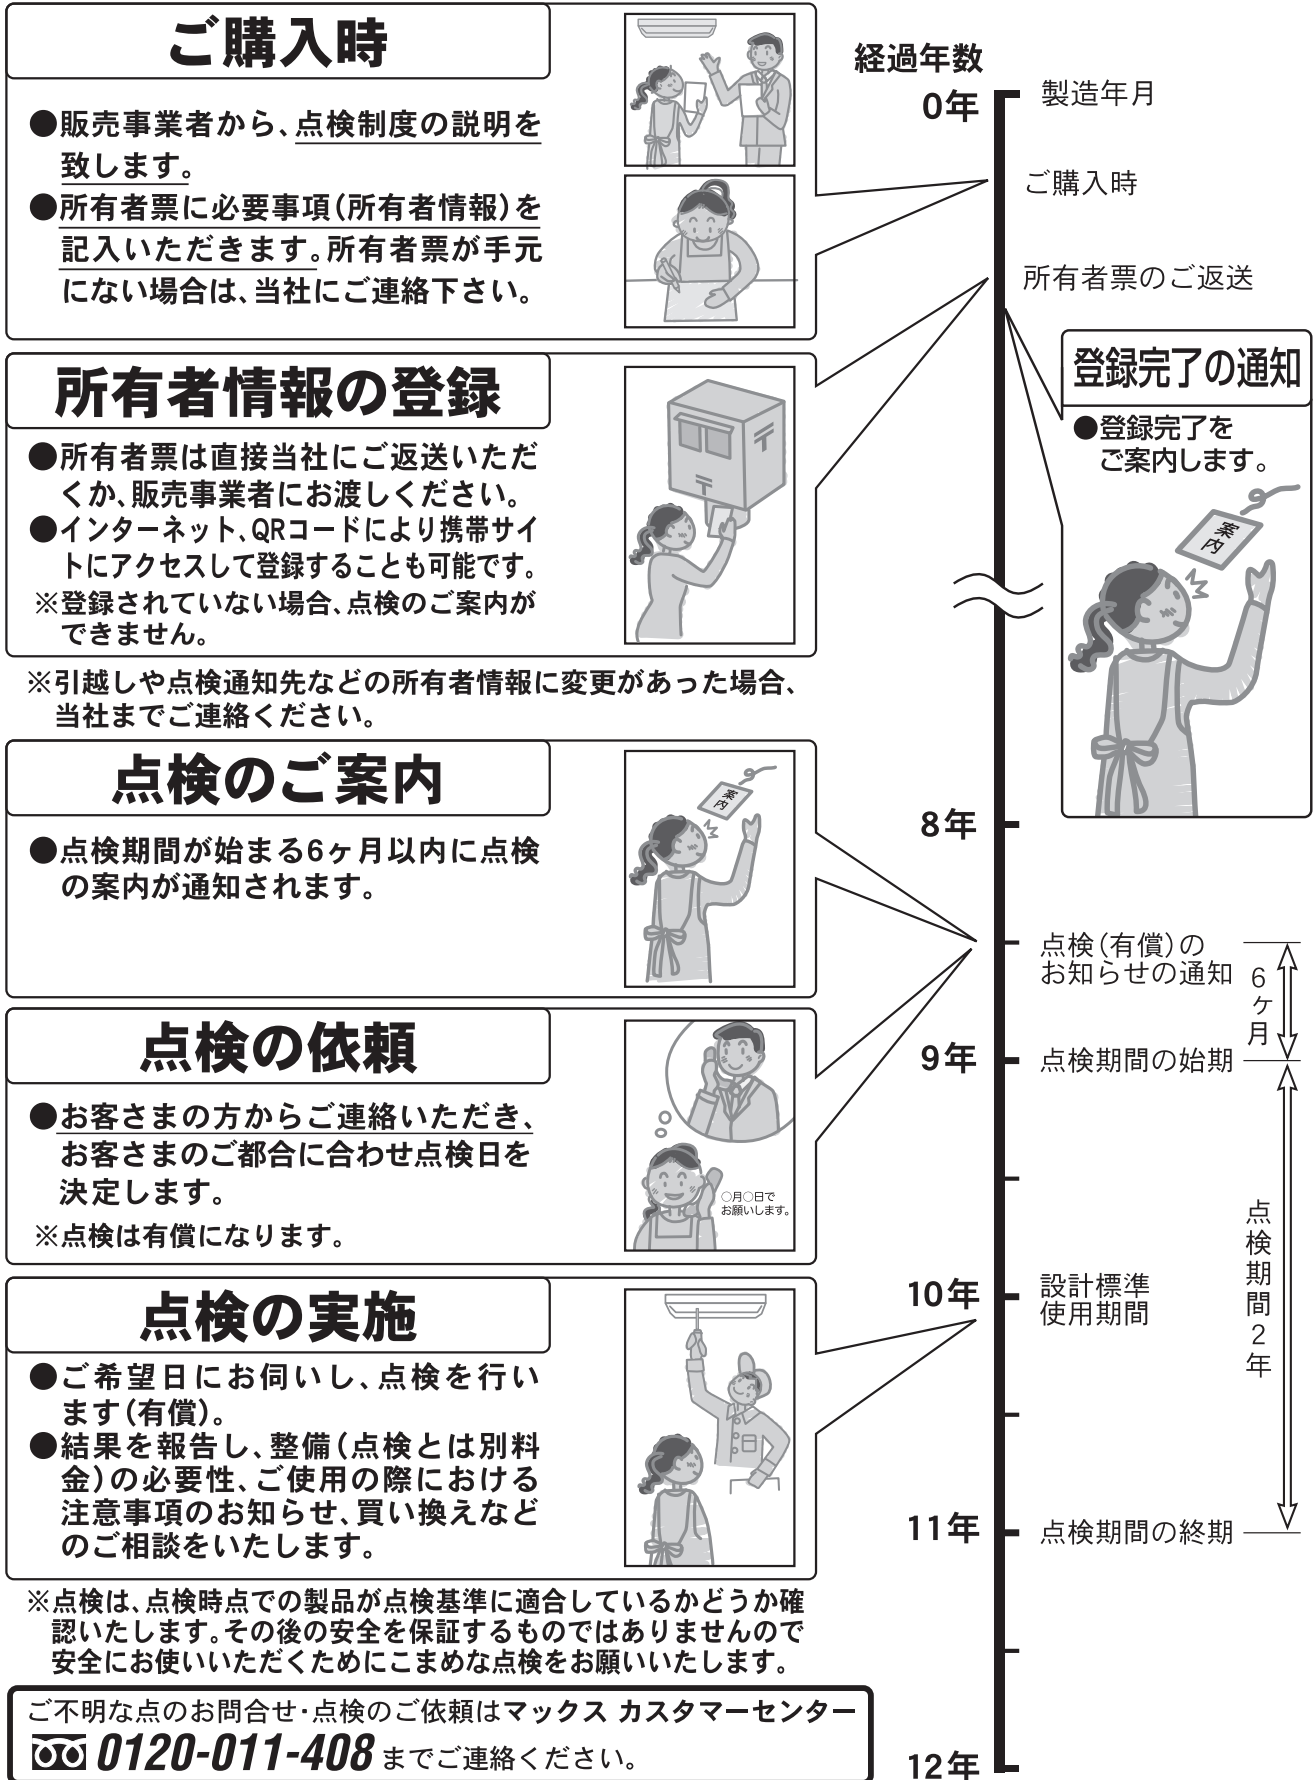 ご購入時
●販売事業者から、点検制度の説明を
致します。
●所有者票に必要事項(所有者情報)を
記入いただきます。所有者票が手元
にない場合は、当社にご連絡下さい。
所有者情報の登録
●所有者票は直接当社にご返送いただ
くか、販売事業者にお渡しください。
●インターネット、QRコードにより携帯サイ
トにアクセスして登録することも可能です。
※登録されていない場合、点検のご案内が
できません。
※引越しや点検通知先などの所有者情報に変更があった場合、
当社までご連絡ください。
点検のご案内
●点検期間が始まる6ヶ月以内に点検
の案内が通知されます。
案
内
点検の依頼
●お客さまの方からご連絡いただき、
お客さまのご都合に合わせ点検日を
決定します。
※点検は有償になります。
○月○日で
お願いします。
点検の実施
●ご希望日にお伺いし、点検を行い
ます(有償)。
●結果を報告し、整備(点検とは別料
金)の必要性、ご使用の際における
注意事項のお知らせ、買い換えなど
のご相談をいたします。
※点検は、点検時点での製品が点検基準に適合しているかどうか確
認いたします。その後の安全を保証するものではありませんので
安全にお使いいただくためにこまめな点検をお願いいたします。
ご不明な点のお問合せ・点検のご依頼はマックス カスタマーセンター
0120-011-408 までご連絡ください。
経過年数
0年 製造年月
ご購入時
所有者票のご返送
登録完了の通知
●登録完了を
ご案内します。
案
内
8年
点検(有償)の
お知らせの通知
6ヶ月
9年 点検期間の始期
10年 設計標準
使用期間
点検期間2年
11年 点検期間の終期
12年